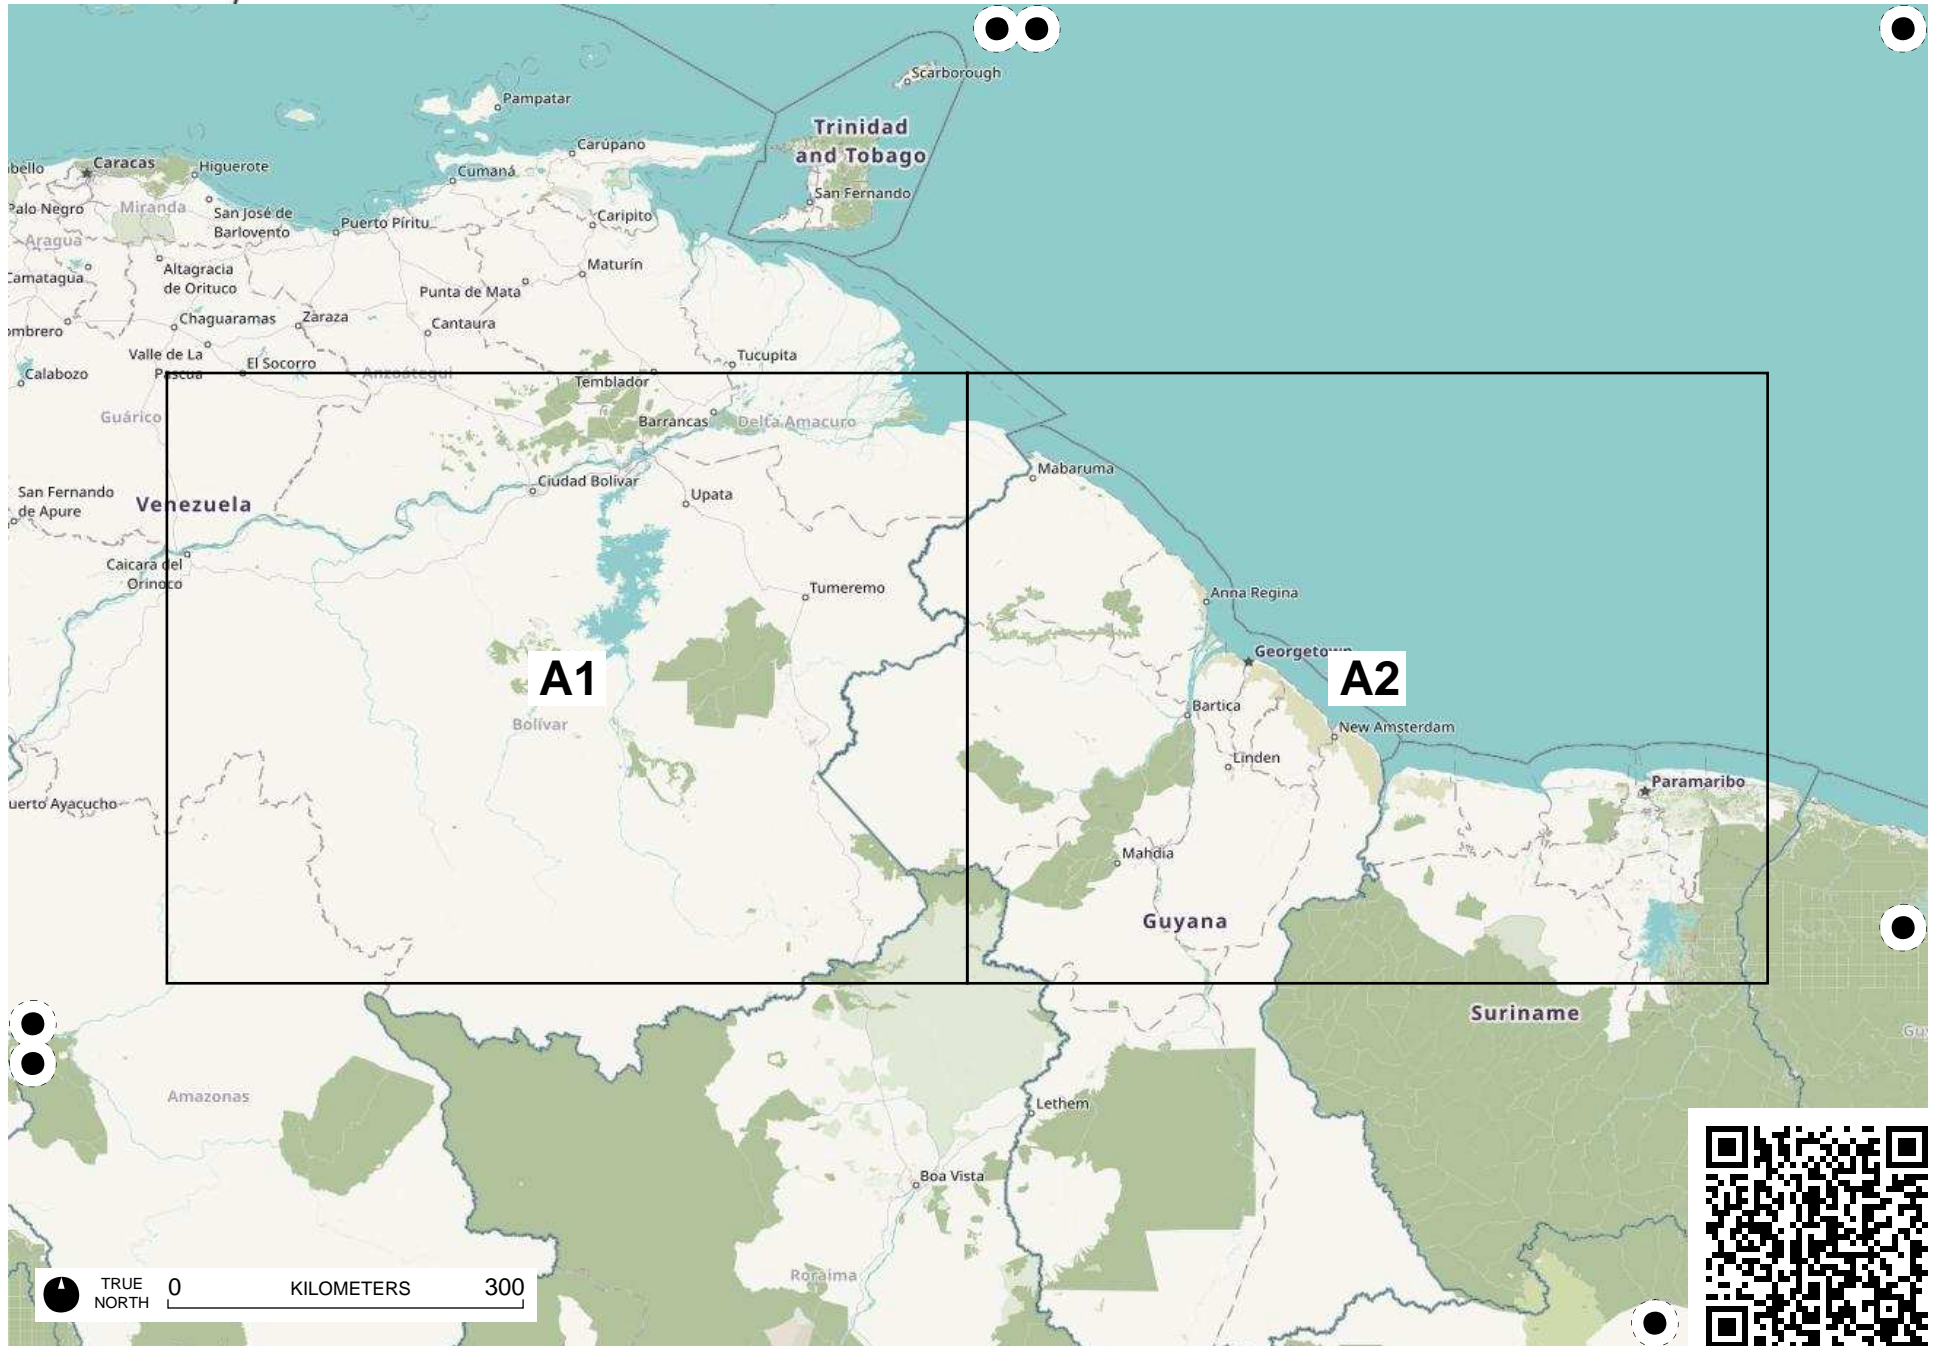 Scarborough
Pampatar
Trinidad
and Tobago
Carúpano
Caracas
Higuerote
Cumaná
San Fernando
Palo Negro
Miranda
San José de
Barlovento
Puerto Píritu
Caripito
Aragua
Altagracia
de Orituco
Maturín
Camatagua
Punta de Mata
Chaguaramas
Zaraza
Cantaura
Valle de La
Pascua
El Socorro
Tucupita
Calabozo
Anzoátegui
Temblador
Guárico
Barrancas
Delta Amacuro
Mabaruma
Ciudad Bolívar
San Fernando
de Apure
Venezuela
Upata
Caicara del
Orinoco
Tumeremo
Anna Regina
Georgetown
A1
A2
Bartica
Bolívar
New Amsterdam
Linden
Paramaribo
uerto Ayacucho
Mahdia
Guyana
Suriname
Amazonas
Lethem
Boa Vista
Roraima
TRUE
NORTH
0 KILOMETERS 300